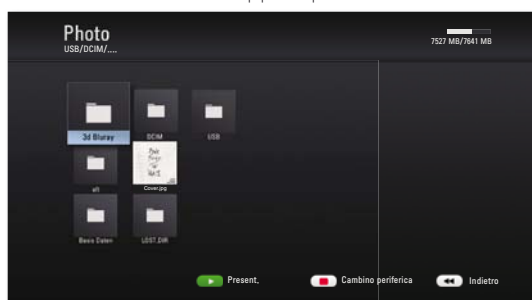 Photo
USB/DCIM/....
7527 MB/7641 MB
3d Bluray
DCIM
USB
all
Cover.jpg
Basis Daten
LOST.DIR
Present.
Cambino periferica
Indietro